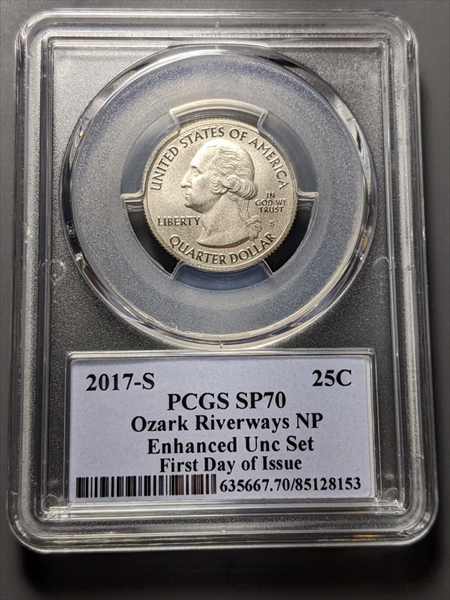 UNITED STATES OF AMERICA
IN
GOD WE
TRUST
LIBERTY
S
QUARTER DOLLAR
2017-S 25C
PCGS SP70
Ozark Riverways NP
Enhanced Unc Set
First Day of Issue
635667.70/85128153